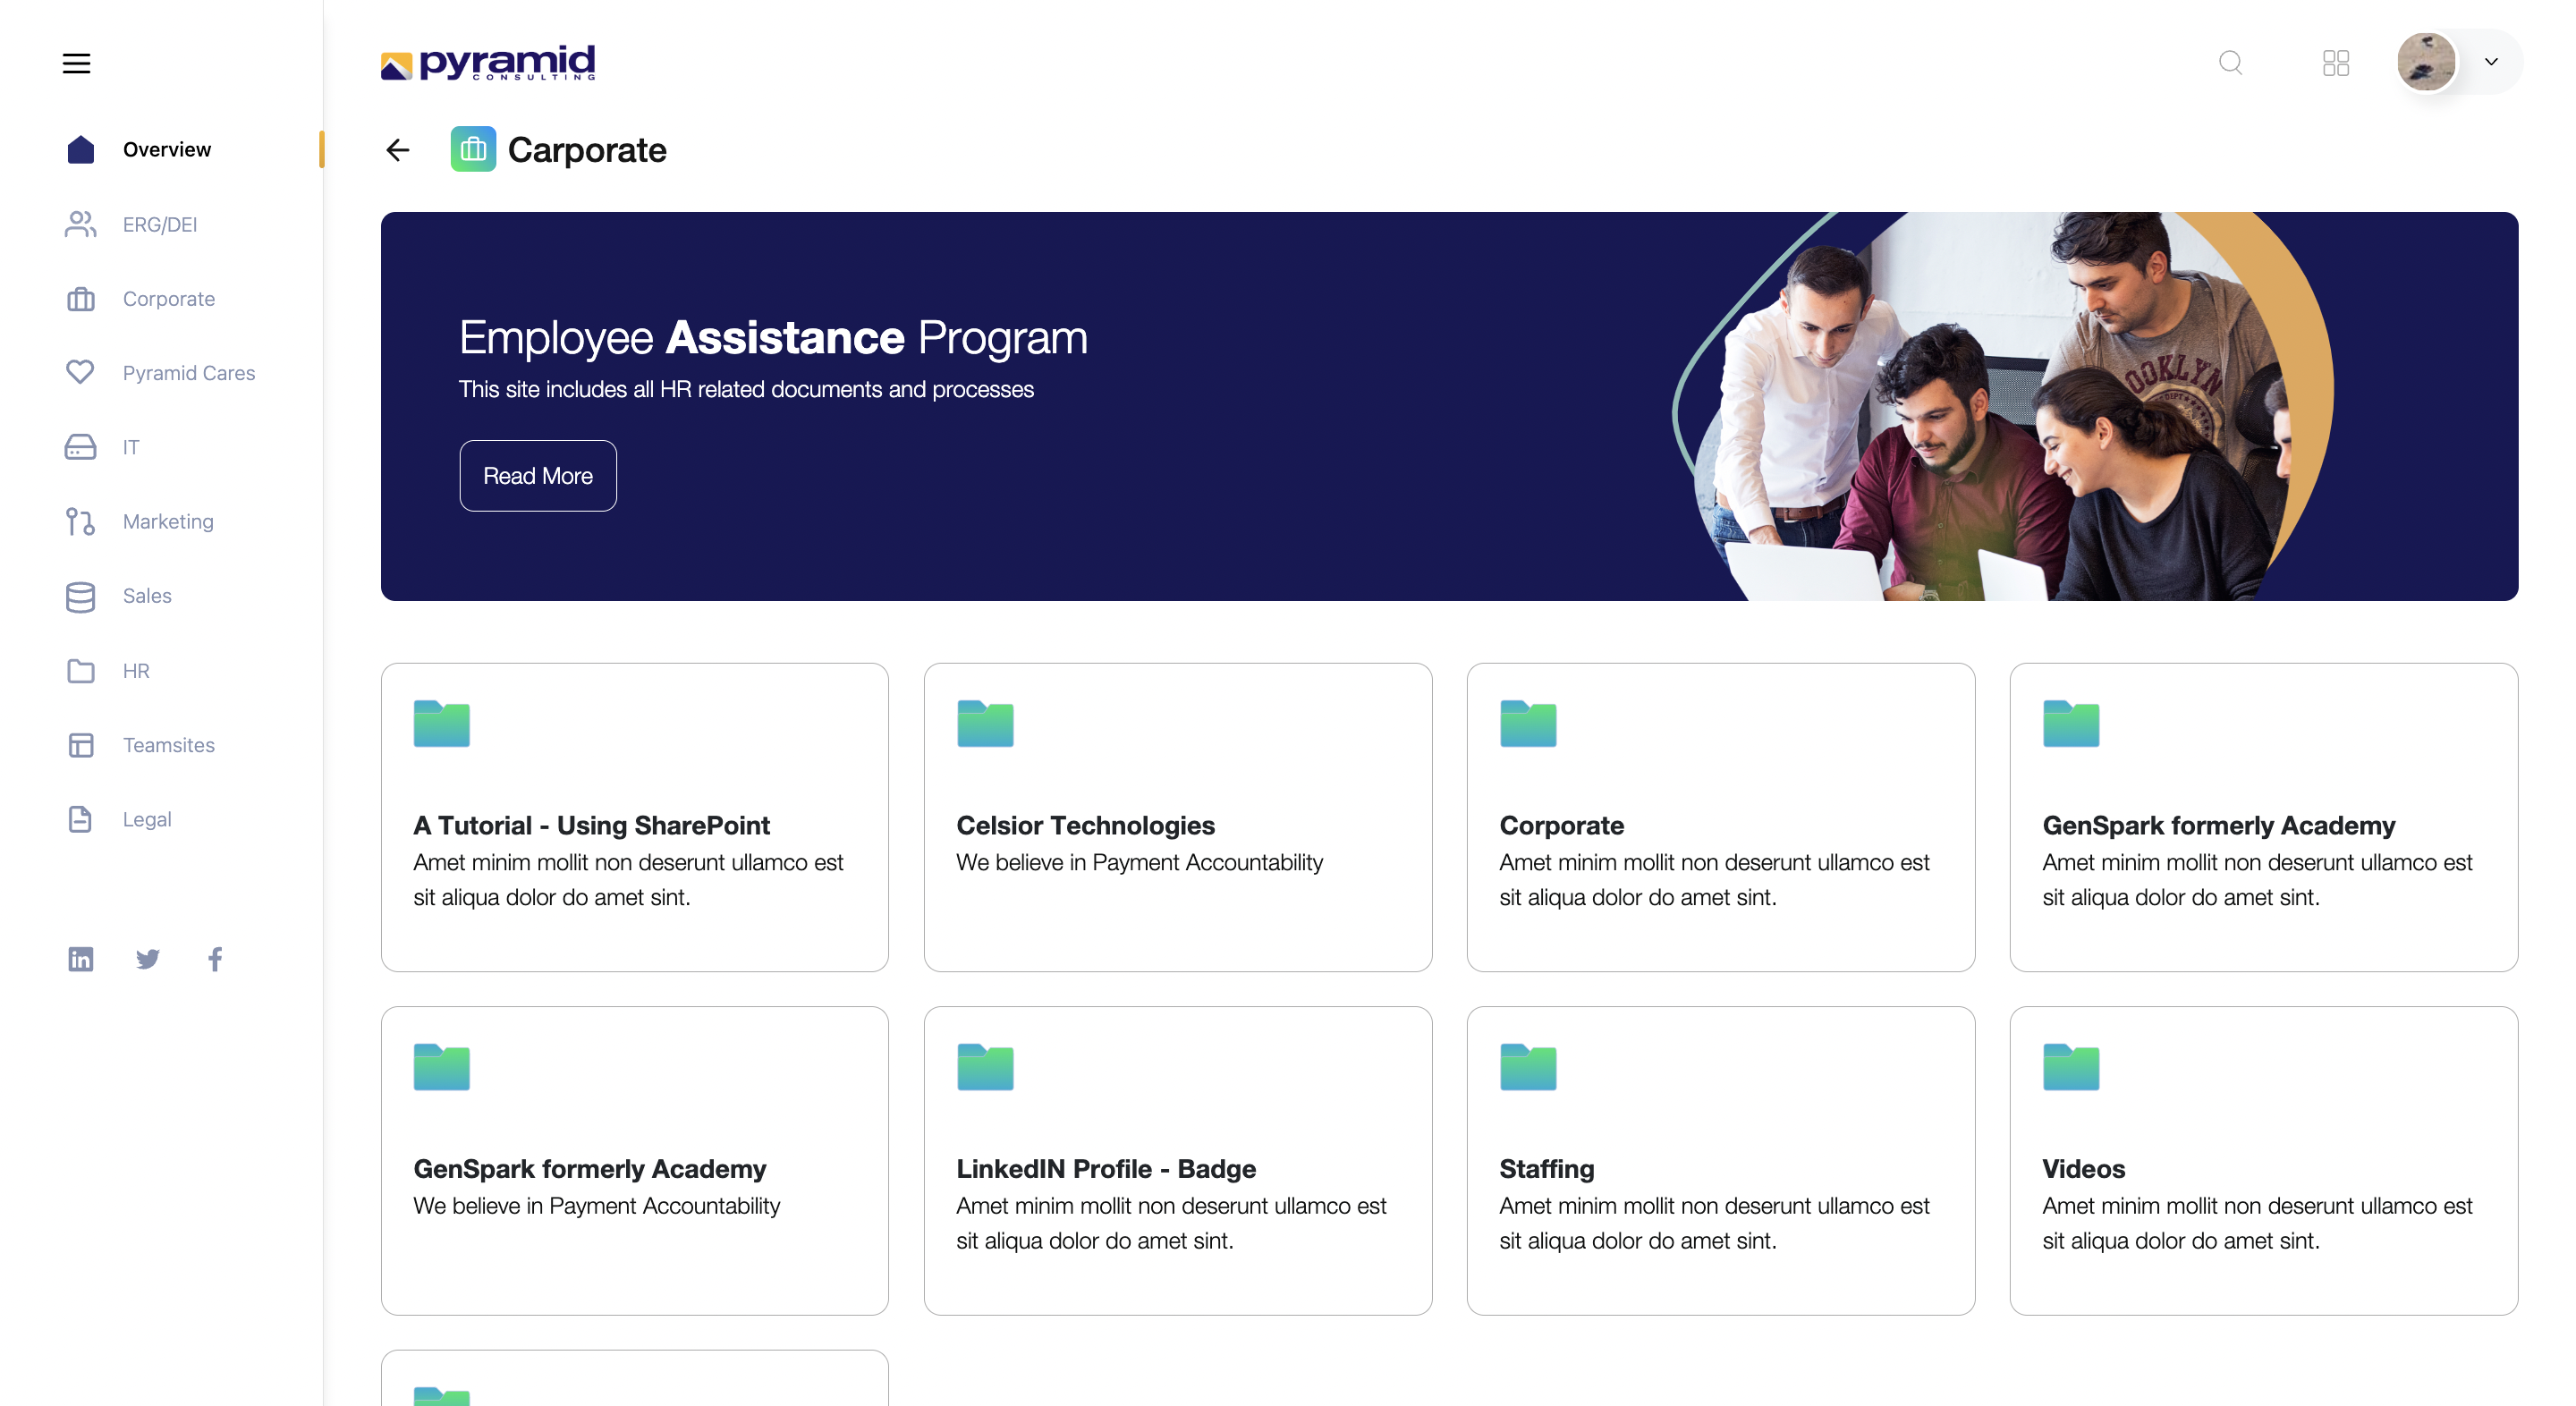 pyramid
CONSULTING
Overview
ERG/DEI
Corporate
Pyramid Cares
IT
Marketing
Sales
HR
Teamsites
Legal
in
Carporate
Employee Assistance Program
This site includes all HR related documents and processes
Read More
OOKLYN
DEPT
A Tutorial - Using SharePoint
Amet minim mollit non deserunt ullamco est
sit aliqua dolor do amet sint.
Celsior Technologies
We believe in Payment Accountability
Corporate
Amet minim mollit non deserunt ullamco est
sit aliqua dolor do amet sint.
GenSpark formerly Academy
Amet minim mollit non deserunt ullamco est
sit aliqua dolor do amet sint.
GenSpark formerly Academy
We believe in Payment Accountability
LinkedIN Profile - Badge
Amet minim mollit non deserunt ullamco est
sit aliqua dolor do amet sint.
Staffing
Amet minim mollit non deserunt ullamco est
sit aliqua dolor do amet sint.
Videos
Amet minim mollit non deserunt ullamco est
sit aliqua dolor do amet sint.